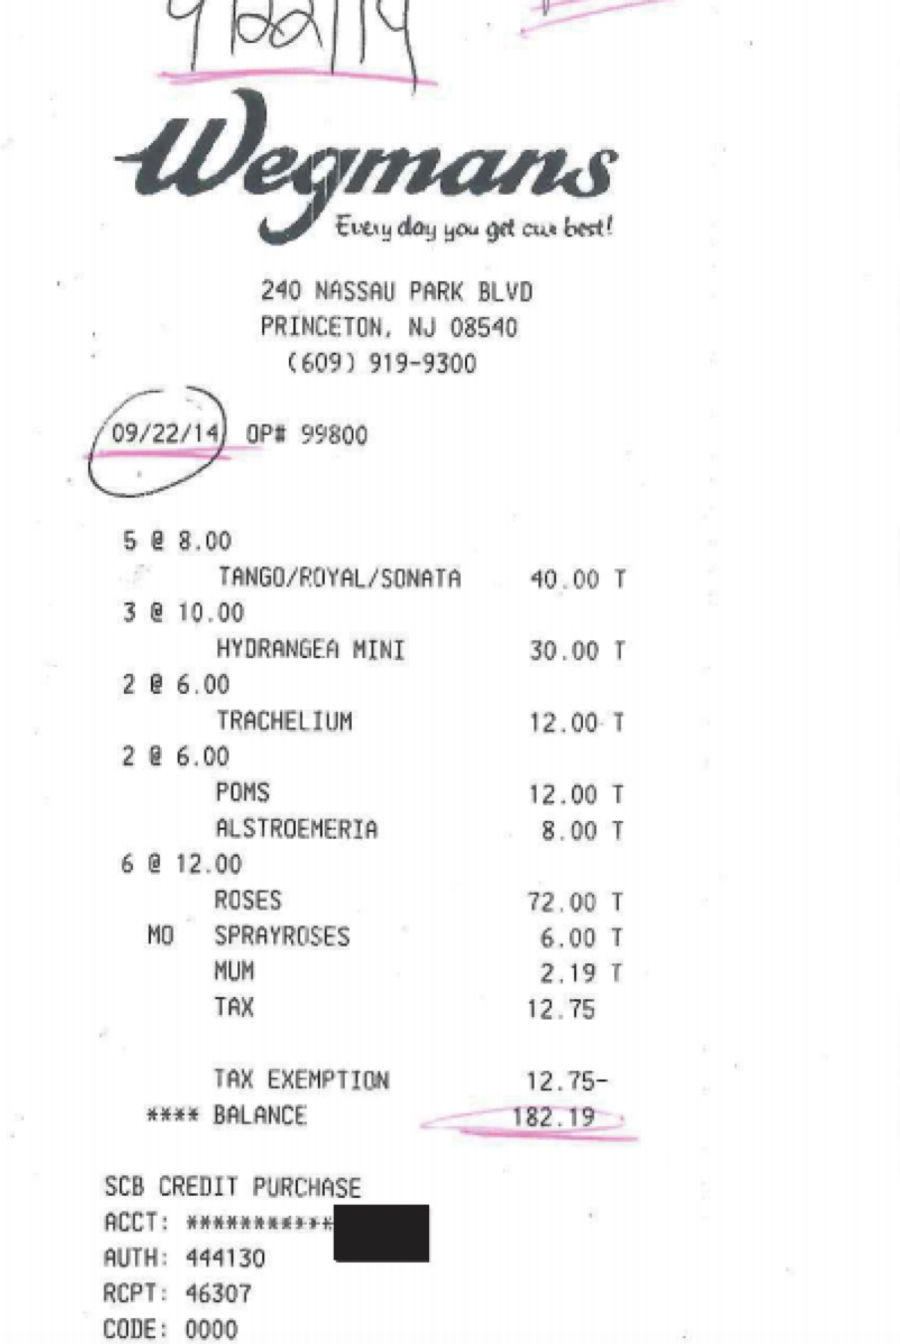 9/22/14
Wegmans
Every day you get our best!
240 NASSAU PARK BLVD
PRINCETON, NJ 08540
(609) 919-9300
09/22/14 OP# 99800
5 @ 8.00
TANGO/ROYAL/SONATA 40.00 T
3 @ 10.00
HYDRANGEA MINI 30.00 T
2 @ 6.00
TRACHELIUM 12.00 T
2 @ 6.00
POMS 12.00 T
ALSTROEMERIA 8.00 T
6 @ 12.00
ROSES 72.00 T
MO SPRAYROSES 6.00 T
MUM 2.19 T
TAX 12.75
TAX EXEMPTION 12.75-
**** BALANCE 182.19
SCB CREDIT PURCHASE
ACCT: ***********
AUTH: 444130
RCPT: 46307
CODE: 0000